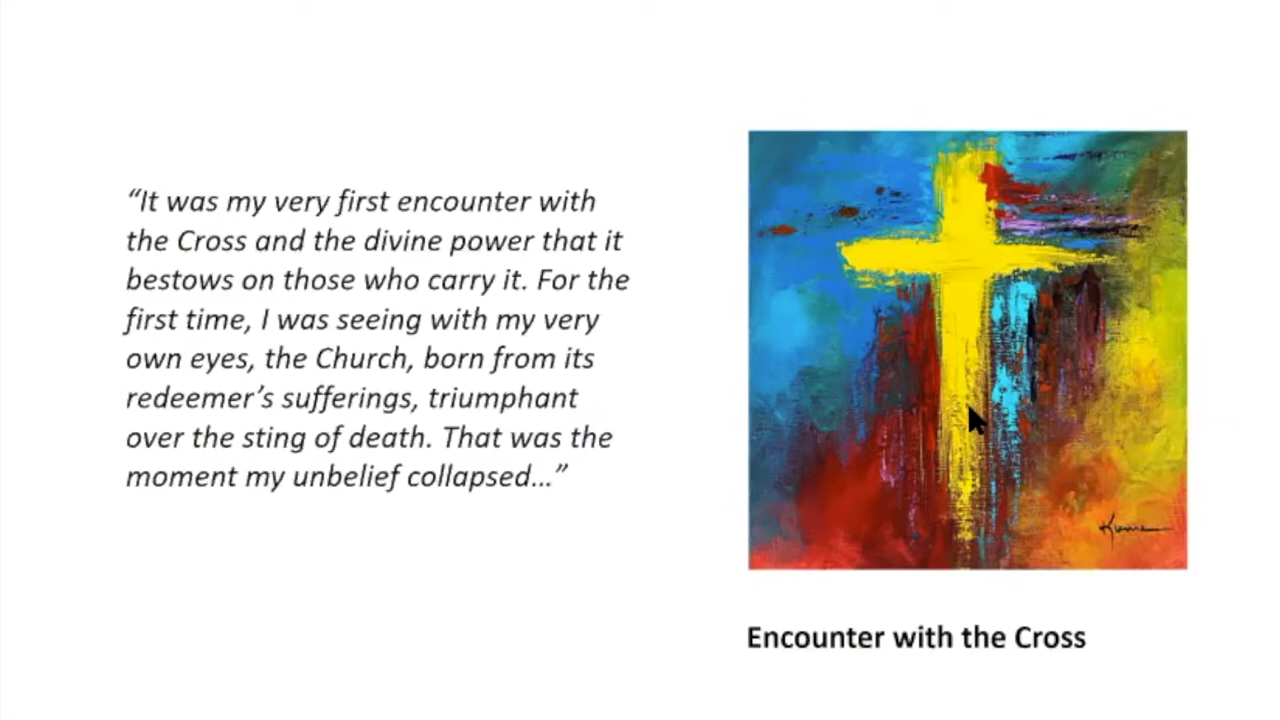 “It was my very first encounter with
the Cross and the divine power that it
bestows on those who carry it. For the
first time, I was seeing with my very
own eyes, the Church, born from its
redeemer’s sufferings, triumphant
over the sting of death. That was the
moment my unbelief collapsed...”
Encounter with the Cross